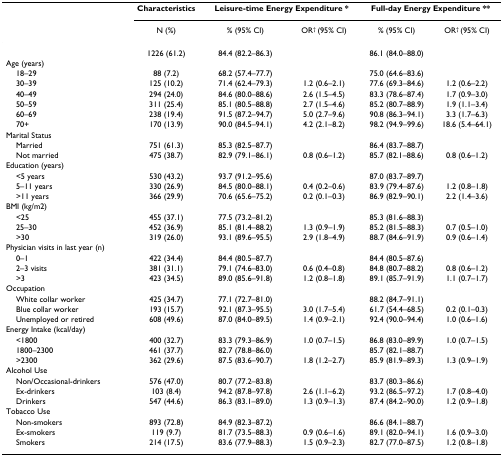 Characteristics Leisure-time Energy Expenditure * Full-day Energy Expenditure **
N (%) % (95% CI) OR† (95% CI) % (95% CI) OR† (95% CI)
1226 (61.2) 84.4 (82.2–86.3) 86.1 (84.0–88.0)
Age (years)
18–29 88 (7.2) 68.2 (57.4–77.7) 75.0 (64.6–83.6)
30–39 125 (10.2) 71.4 (62.4–79.3) 1.2 (0.6–2.1) 77.6 (69.3–84.6) 1.2 (0.6–2.2)
40–49 294 (24.0) 84.6 (80.0–88.6) 2.6 (1.5–4.5) 83.3 (78.6–87.4) 1.7 (0.9–3.0)
50–59 311 (25.4) 85.1 (80.5–88.8) 2.7 (1.5–4.6) 85.2 (80.7–88.9) 1.9 (1.1–3.4)
60–69 238 (19.4) 91.5 (87.2–94.7) 5.0 (2.7–9.6) 90.8 (86.3–94.1) 3.3 (1.7–6.3)
70+ 170 (13.9) 90.0 (84.5–94.1) 4.2 (2.1–8.2) 98.2 (94.9–99.6) 18.6 (5.4–64.1)
Marital Status
Married 751 (61.3) 85.3 (82.5–87.7) 86.4 (83.7–88.7)
Not married 475 (38.7) 82.9 (79.1–86.1) 0.8 (0.6–1.2) 85.7 (82.1–88.6) 0.8 (0.6–1.2)
Education (years)
<5 years 530 (43.2) 93.7 (91.2–95.6) 87.0 (83.7–89.7)
5–11 years 330 (26.9) 84.5 (80.0–88.1) 0.4 (0.2–0.6) 83.9 (79.4–87.6) 1.2 (0.8–1.8)
>11 years 366 (29.9) 70.6 (65.6–75.2) 0.2 (0.1–0.3) 86.9 (82.9–90.1) 2.2 (1.4–3.6)
BMI (kg/m2)
<25 455 (37.1) 77.5 (73.2–81.2) 85.3 (81.6–88.3)
25–30 452 (36.9) 85.1 (81.4–88.2) 1.3 (0.9–1.9) 85.2 (81.5–88.3) 0.7 (0.5–1.0)
>30 319 (26.0) 93.1 (89.6–95.5) 2.9 (1.8–4.9) 88.7 (84.6–91.9) 0.9 (0.6–1.4)
Physician visits in last year (n)
0–1 422 (34.4) 84.4 (80.5–87.7) 84.4 (80.5–87.6)
2–3 visits 381 (31.1) 79.1 (74.6–83.0) 0.6 (0.4–0.8) 84.8 (80.7–88.2) 0.8 (0.6–1.2)
>3 423 (34.5) 89.0 (85.6–91.8) 1.2 (0.8–1.8) 89.1 (85.7–91.9) 1.1 (0.7–1.7)
Occupation
White collar worker 425 (34.7) 77.1 (72.7–81.0) 88.2 (84.7–91.1)
Blue collar worker 193 (15.7) 92.1 (87.3–95.5) 3.0 (1.7–5.4) 61.7 (54.4–68.5) 0.2 (0.1–0.3)
Unemployed or retired 608 (49.6) 87.0 (84.0–89.5) 1.4 (0.9–2.1) 92.4 (90.0–94.4) 1.0 (0.6–1.6)
Energy Intake (kcal/day)
<1800 400 (32.7) 83.3 (79.3–86.9) 1.0 (0.7–1.5) 86.8 (83.0–89.9) 1.0 (0.7–1.5)
1800–2300 461 (37.7) 82.7 (78.8–86.0) 85.7 (82.1–88.7)
>2300 362 (29.6) 87.5 (83.6–90.7) 1.8 (1.2–2.7) 85.9 (81.9–89.3) 1.3 (0.9–1.9)
Alcohol Use
Non/Occasional-drinkers 576 (47.0) 80.7 (77.2–83.8) 83.7 (80.3–86.6)
Ex-drinkers 103 (8.4) 94.2 (87.8–97.8) 2.6 (1.1–6.2) 93.2 (86.5–97.2) 1.7 (0.8–4.0)
Drinkers 547 (44.6) 86.3 (83.1–89.0) 1.3 (0.9–1.3) 87.4 (84.2–90.0) 1.2 (0.9–1.8)
Tobacco Use
Non-smokers 893 (72.8) 84.9 (82.3–87.2) 86.6 (84.1–88.7)
Ex-smokers 119 (9.7) 81.7 (73.5–88.3) 0.9 (0.6–1.6) 89.1 (82.0–94.1) 1.6 (0.9–3.0)
Smokers 214 (17.5) 83.6 (77.9–88.3) 1.5 (0.9–2.3) 82.7 (77.0–87.5) 1.2 (0.8–1.8)